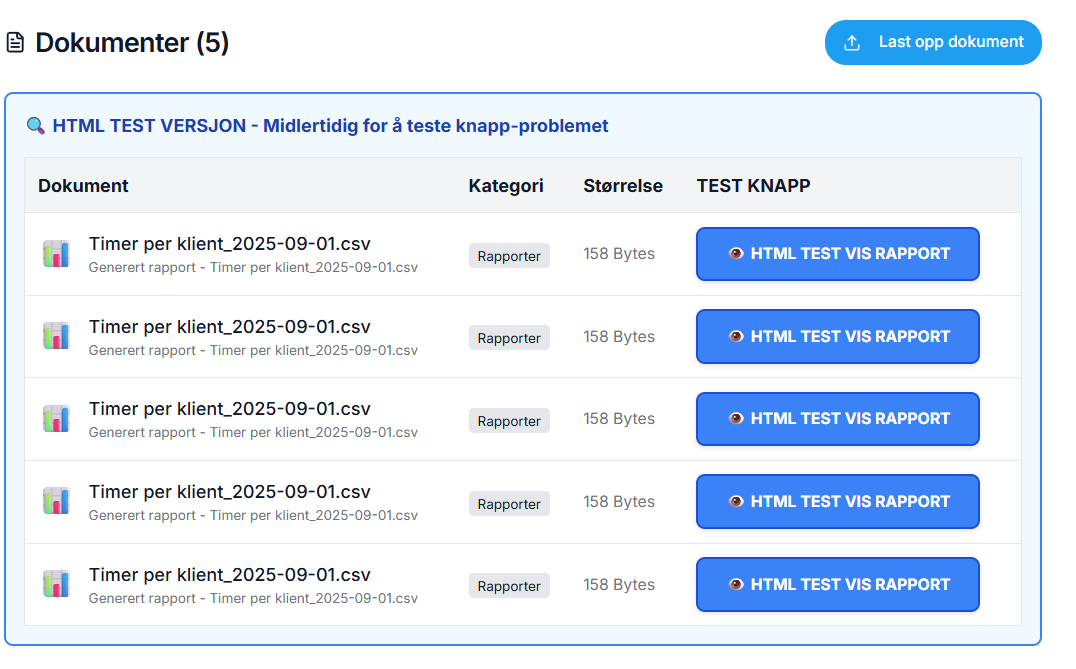 Dokumenter (5)
Last opp dokument
HTML TEST VERSJON - Midlertidig for å teste knapp-problemet
Dokument Kategori Størrelse TEST KNAPP
Timer per klient_2025-09-01.csv
Generert rapport - Timer per klient_2025-09-01.csv
Rapporter
158 Bytes
HTML TEST VIS RAPPORT
Timer per klient_2025-09-01.csv
Generert rapport - Timer per klient_2025-09-01.csv
Rapporter
158 Bytes
HTML TEST VIS RAPPORT
Timer per klient_2025-09-01.csv
Generert rapport - Timer per klient_2025-09-01.csv
Rapporter
158 Bytes
HTML TEST VIS RAPPORT
Timer per klient_2025-09-01.csv
Generert rapport - Timer per klient_2025-09-01.csv
Rapporter
158 Bytes
HTML TEST VIS RAPPORT
Timer per klient_2025-09-01.csv
Generert rapport - Timer per klient_2025-09-01.csv
Rapporter
158 Bytes
HTML TEST VIS RAPPORT